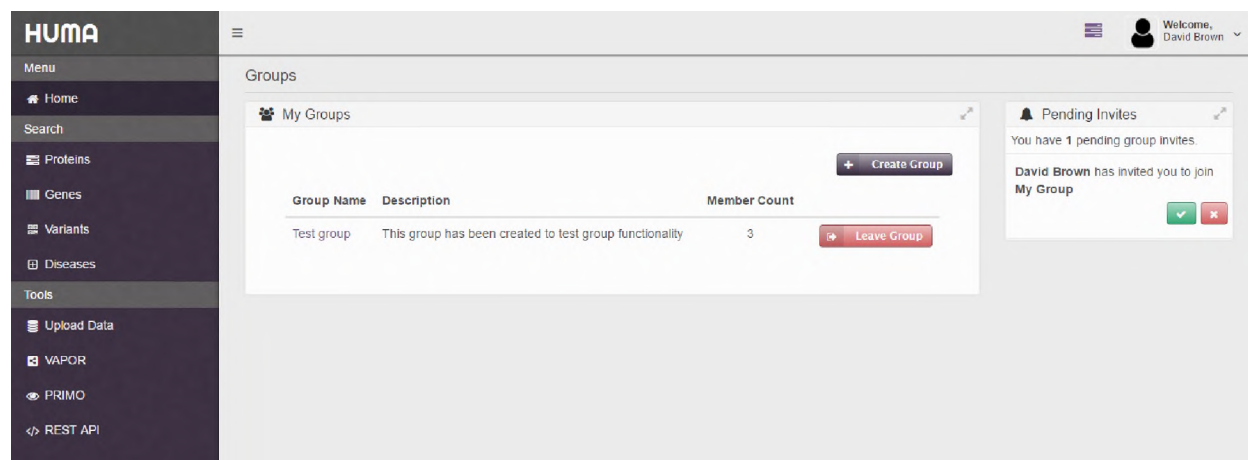 HUMA
Welcome,
David Brown
Menu
Home
Search
Proteins
Genes
Variants
Diseases
Tools
Upload Data
VAPOR
PRIMO
</> REST API
Groups
My Groups
+ Create Group
Group Name Description Member Count
Test group This group has been created to test group functionality 3 Leave Group
Pending Invites
You have 1 pending group invites.
David Brown has invited you to join
My Group